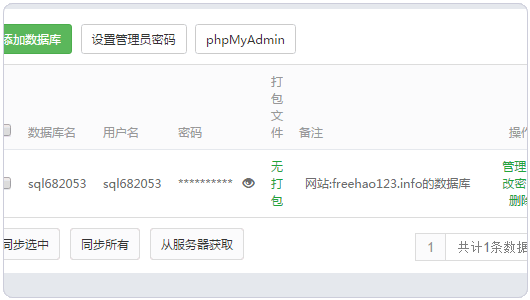 添加数据库 设置管理员密码 phpMyAdmin
数据库名 用户名 密码 打包文件 备注 操作
sql682053 sql682053 ********** 无打包 网站:freehao123.info的数据库 管理
改密
删除
同步选中 同步所有 从服务器获取 1 共计1条数据